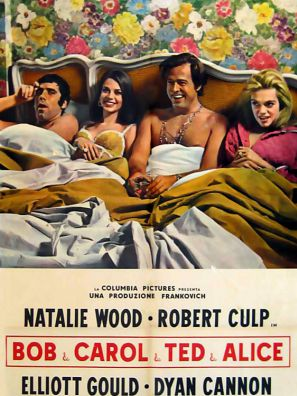 LA COLUMBIA PICTURES PRESENTA
UNA PRODUZIONE FRANKOVICH
NATALIE WOOD · ROBERT CULP IN
BOB & CAROL & TED & ALICE
ELLIOTT GOULD · DYAN CANNON